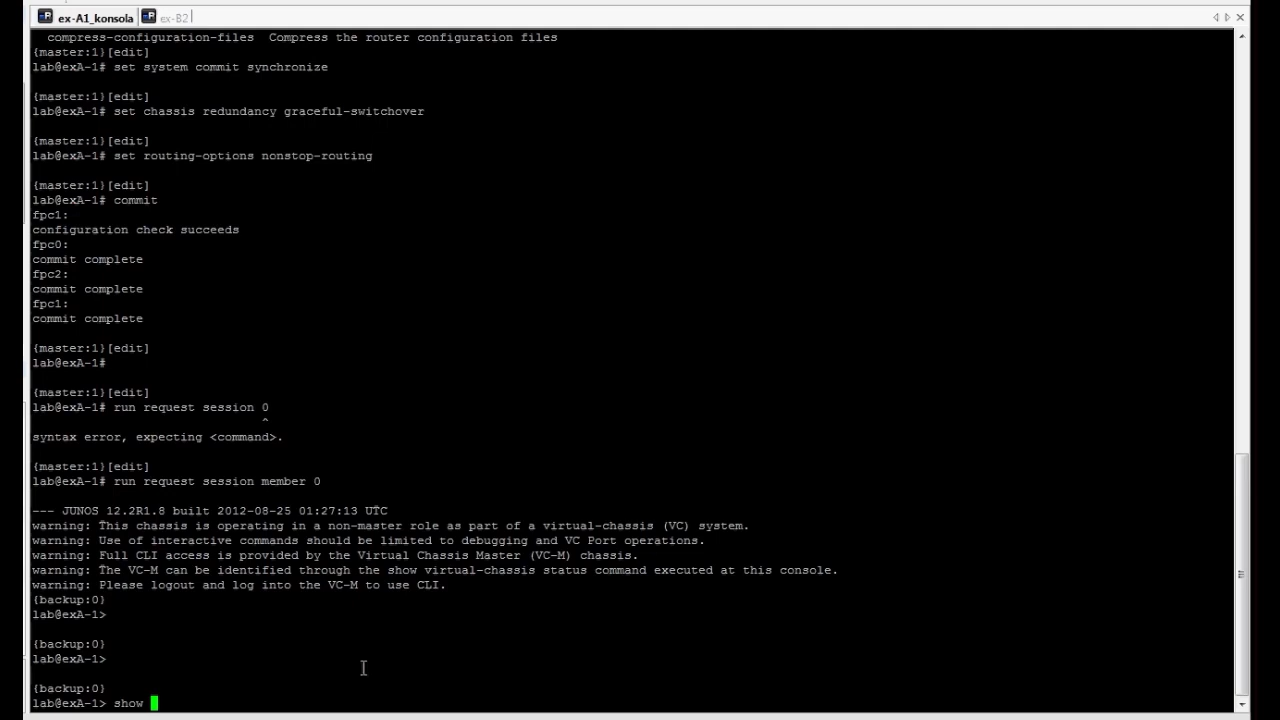 ex-A1_konsola
ex-B2
compress-configuration-files  Compress the router configuration files
{master:1}[edit]
lab@exA-1# set system commit synchronize
{master:1}[edit]
lab@exA-1# set chassis redundancy graceful-switchover
{master:1}[edit]
lab@exA-1# set routing-options nonstop-routing
{master:1}[edit]
lab@exA-1# commit
fpc1:
configuration check succeeds
fpc0:
commit complete
fpc2:
commit complete
fpc1:
commit complete
{master:1}[edit]
lab@exA-1#
{master:1}[edit]
lab@exA-1# run request session 0
^
syntax error, expecting <command>.
{master:1}[edit]
lab@exA-1# run request session member 0
--- JUNOS 12.2R1.8 built 2012-08-25 01:27:13 UTC
warning: This chassis is operating in a non-master role as part of a virtual-chassis (VC) system.
warning: Use of interactive commands should be limited to debugging and VC Port operations.
warning: Full CLI access is provided by the Virtual Chassis Master (VC-M) chassis.
warning: The VC-M can be identified through the show virtual-chassis status command executed at this console.
warning: Please logout and log into the VC-M to use CLI.
{backup:0}
lab@exA-1>
{backup:0}
lab@exA-1>
{backup:0}
lab@exA-1> show